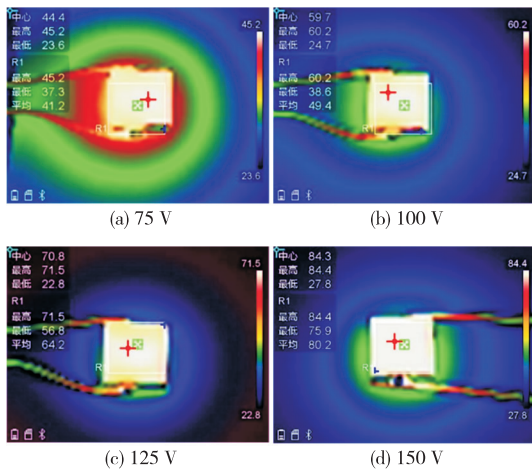 中心 44.4
最高 45.2
最低 23.6
R1
最高 45.2
最低 37.3
平均 41.2
45.2
23.6
R1
(a) 75 V
中心 59.7
最高 60.2
最低 24.7
R1
最高 60.2
最低 38.6
平均 49.4
60.2
24.7
R1
(b) 100 V
中心 70.8
最高 71.5
最低 22.8
R1
最高 71.5
最低 56.8
平均 64.2
71.5
22.8
R
(c) 125 V
中心 84.3
最高 84.4
最低 27.8
R1
最高 84.4
最低 75.9
平均 80.2
84.4
27.8
R1
(d) 150 V